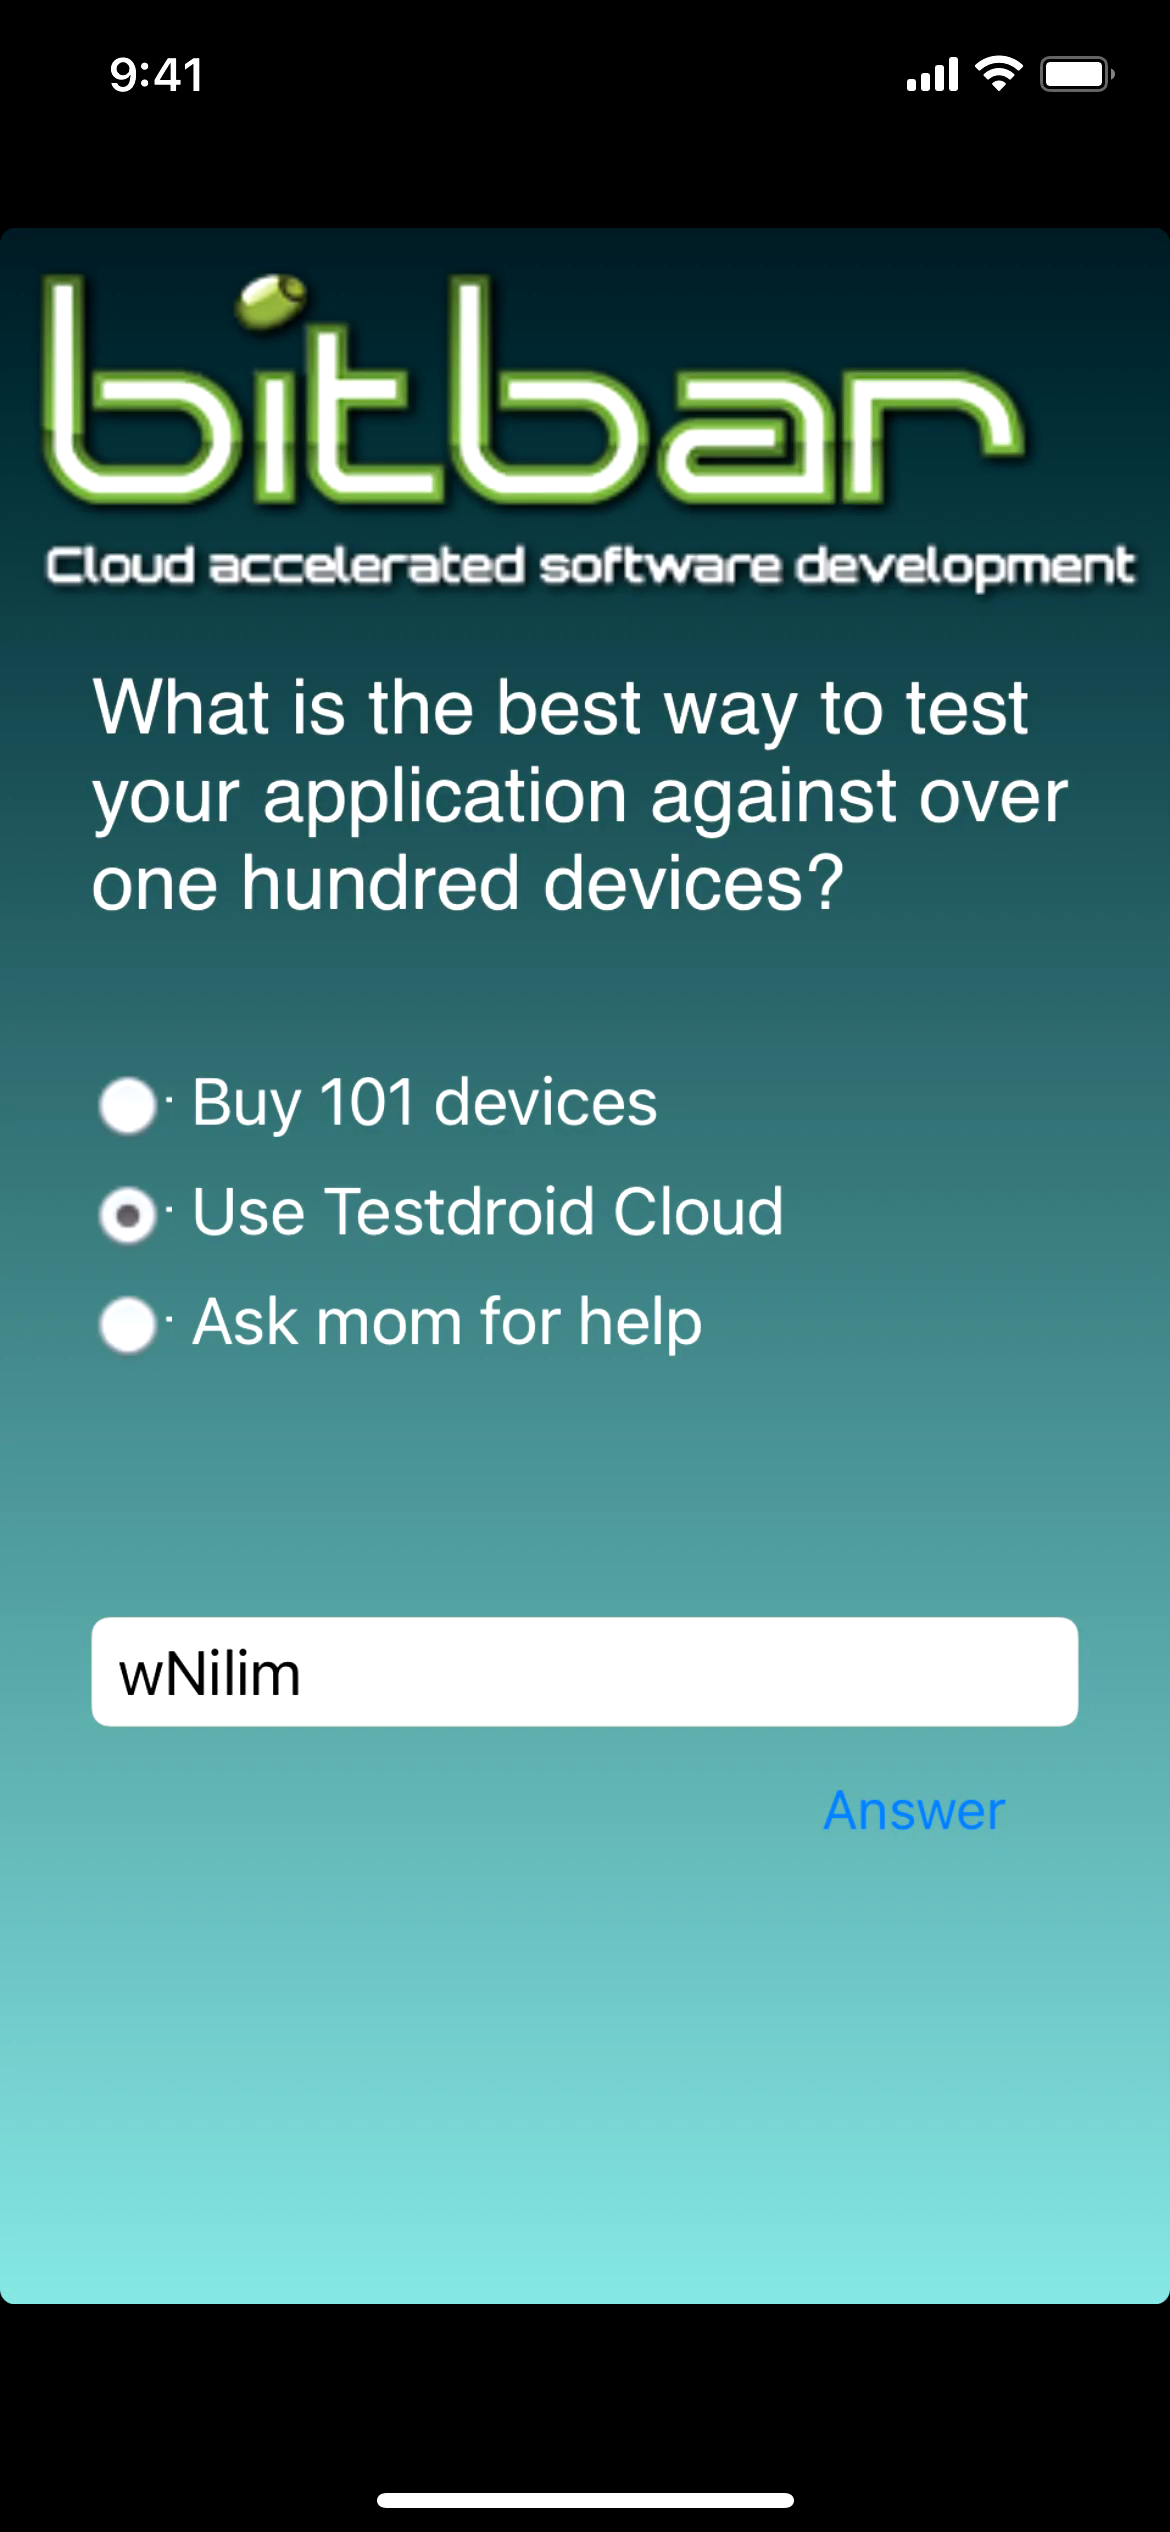 9:41
bitbar
Cloud accelerated software development
What is the best way to test
your application against over
one hundred devices?
Buy 101 devices
Use Testdroid Cloud
Ask mom for help
wNilim
Answer